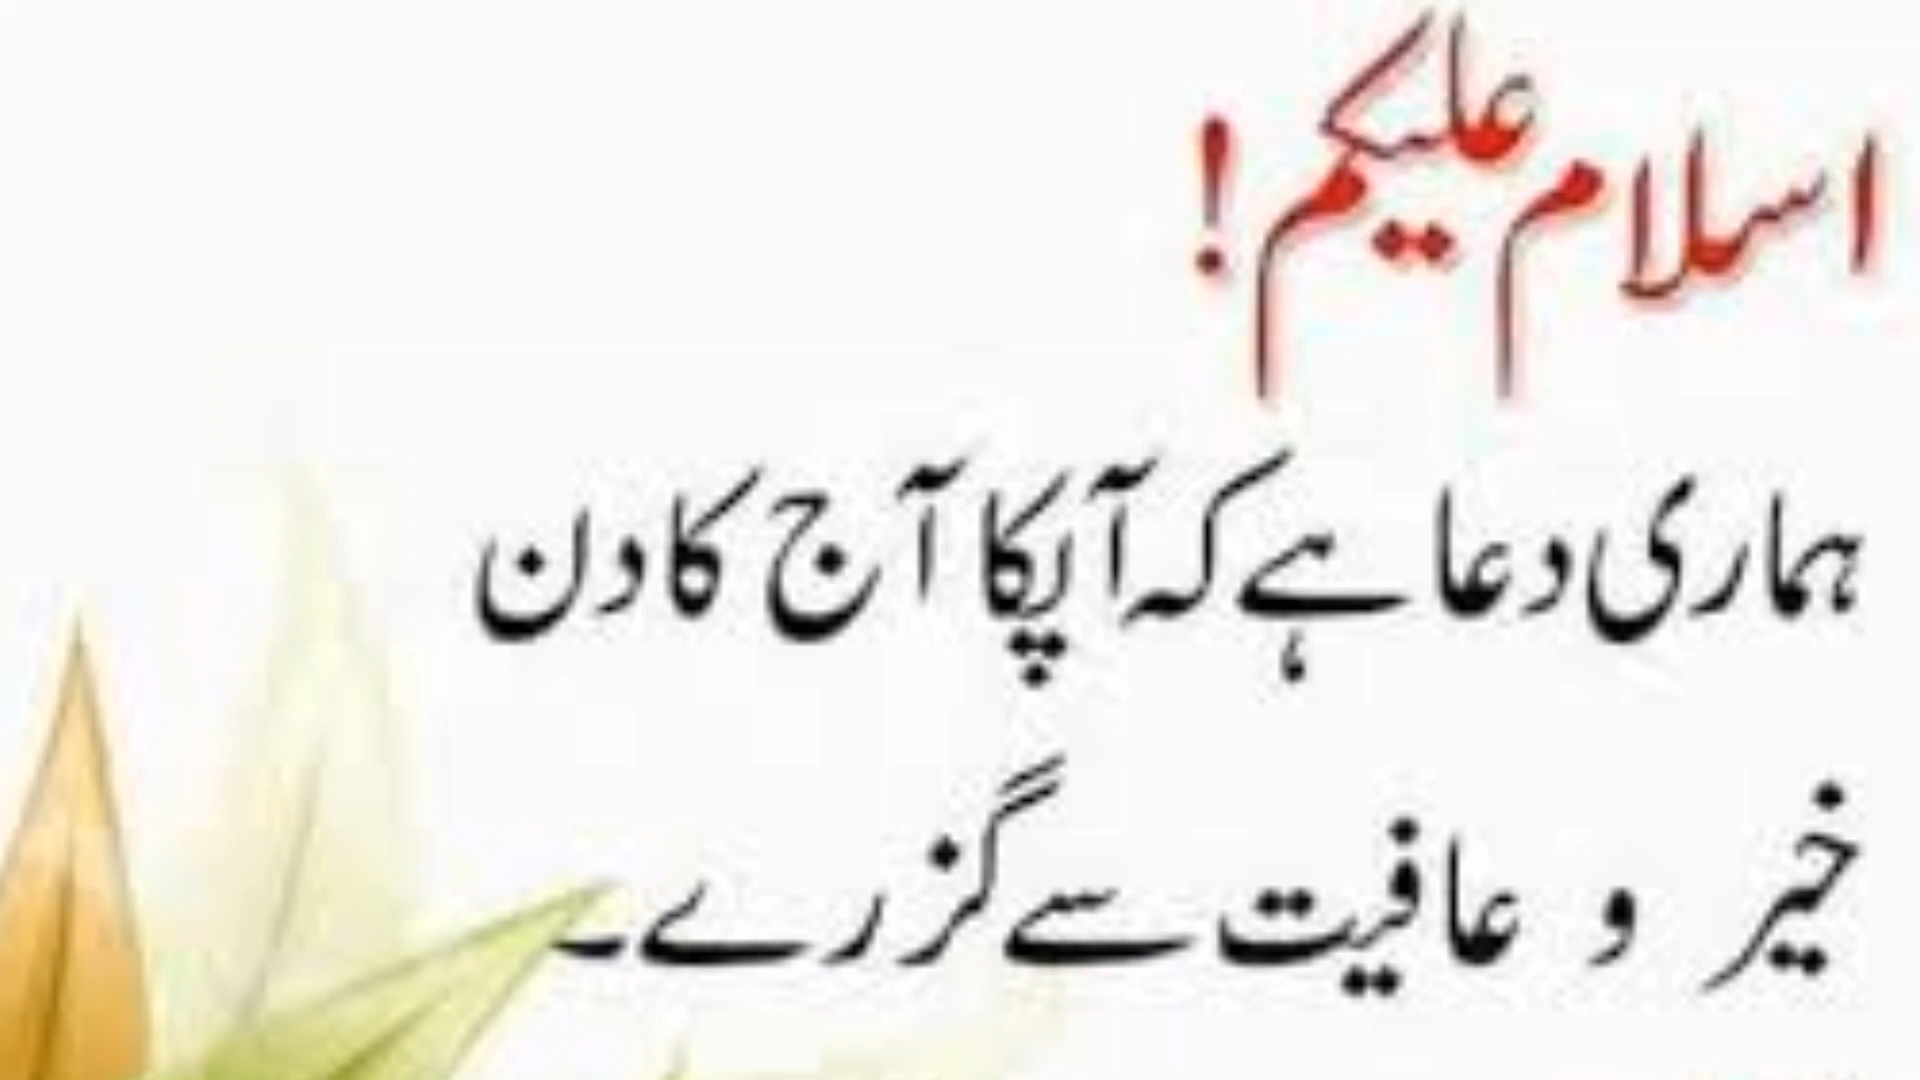 اسلام علیکم !
ہماری دعا ہے کہ آپکا آج کا دن
خیر و عافیت سے گزرے۔